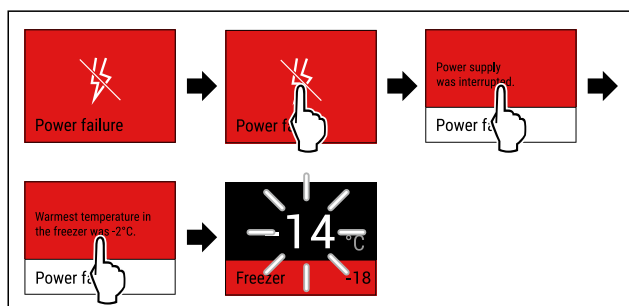 Power failure
Power fa
Power supply
was interrupted.
Power fa
Warmest temperature in
the freezer was -2°C.
Power fa
-14 °C
Freezer -18